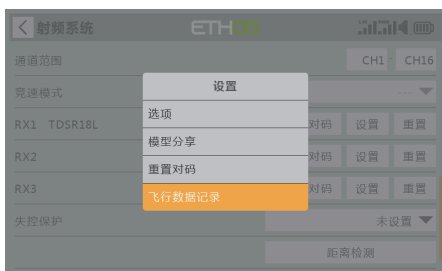 射频系统 ETHOS
通道范围 CH1 - CH16
竞速模式 ---
设置
选项
模型分享
重置对码
飞行数据记录
RX1 TDSR18L 对码 设置 重置
RX2 对码 设置 重置
RX3 对码 设置 重置
失控保护 未设置
距离检测